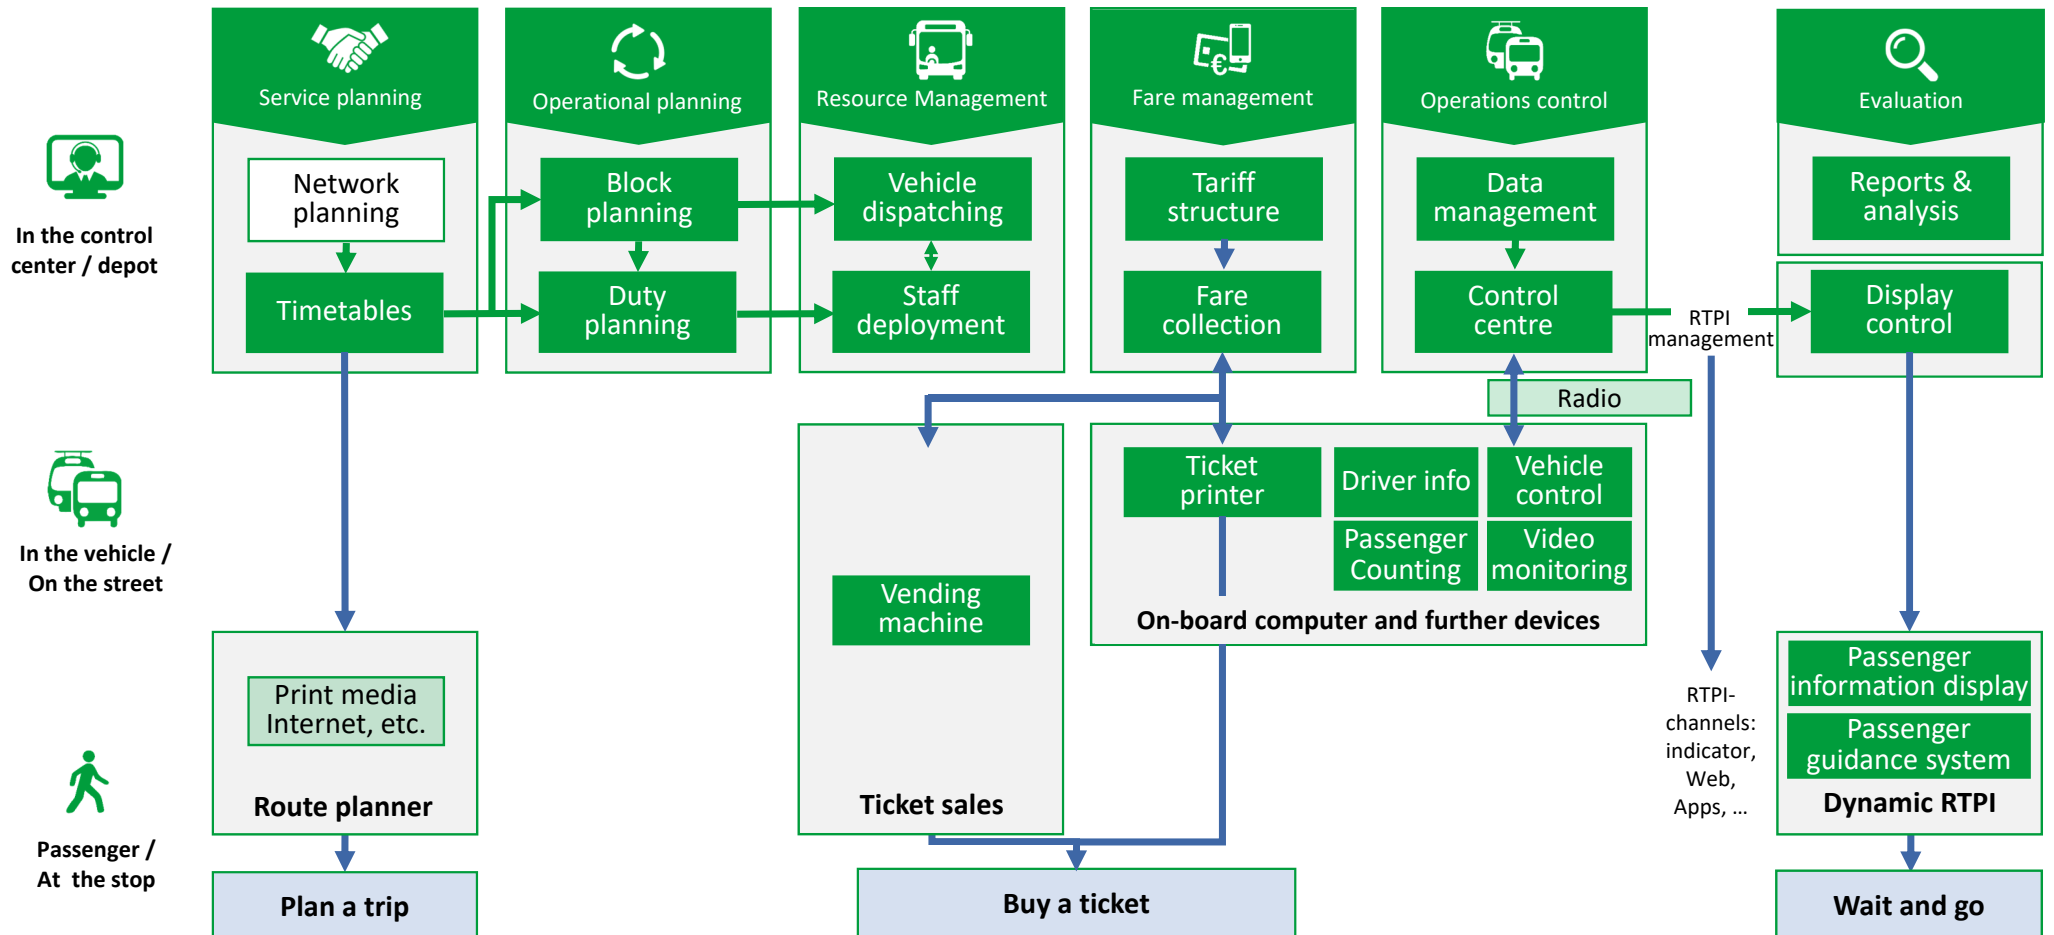 Service planning
Operational planning
Resource Management
Fare management
Operations control
Evaluation
In the control
center / depot
Network
planning
Block
planning
Vehicle
dispatching
Tariff
structure
Data
management
Reports &
analysis
Timetables
Duty
planning
Staff
deployment
Fare
collection
Control
centre
RTPI
management
Display
control
Radio
In the vehicle /
On the street
Ticket
printer
Driver info
Vehicle
control
Passenger
Counting
Video
monitoring
Vending
machine
On-board computer and further devices
Passenger /
At  the stop
Print media
Internet, etc.
Route planner
Ticket sales
RTPI-
channels:
indicator,
Web,
Apps, ...
Passenger
information display
Passenger
guidance system
Dynamic RTPI
Plan a trip
Buy a ticket
Wait and go